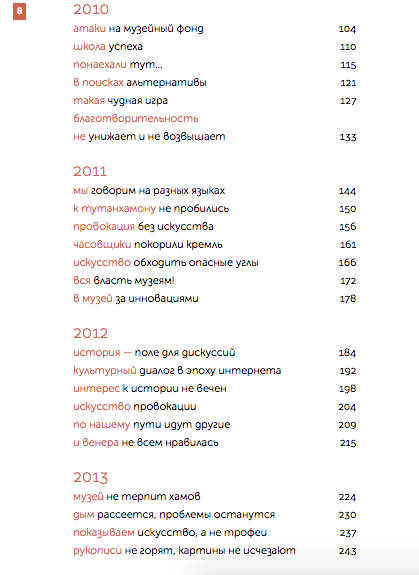 8
2010
атаки на музейный фонд 104
школа успеха 110
понаехали тут... 115
в поисках альтернативы 121
такая чудная игра 127
благотворительность
не унижает и не возвышает 133
2011
мы говорим на разных языках 144
к тутанхамону не пробились 150
провокация без искусства 156
часовщики покорили кремль 161
искусство обходить опасные углы 166
вся власть музеям! 172
в музей за инновациями 178
2012
история — поле для дискуссий 184
культурный диалог в эпоху интернета 192
интерес к истории не вечен 198
искусство провокации 204
по нашему пути идут другие 209
и венера не всем нравилась 215
2013
музей не терпит хамов 224
дым рассеется, проблемы останутся 230
показываем искусство, а не трофеи 237
рукописи не горят, картины не исчезают 243